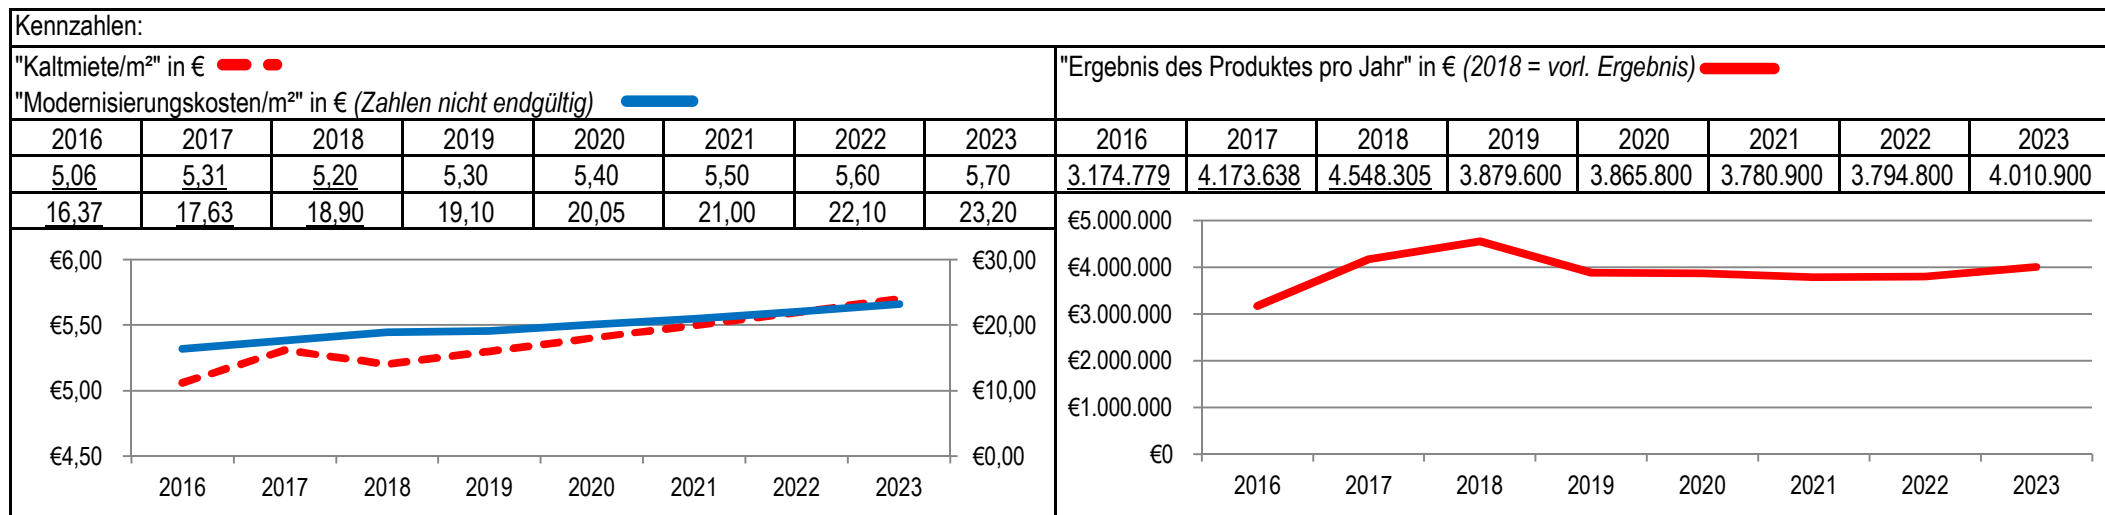 Kennzahlen:
"Kaltmiete/m²" in €
"Modernisierungskosten/m²" in € (Zahlen nicht endgültig)
2016 2017 2018 2019 2020 2021 2022 2023
5,06 5,31 5,20 5,30 5,40 5,50 5,60 5,70
16,37 17,63 18,90 19,10 20,05 21,00 22,10 23,20
€6,00 €30,00
€5,50 €20,00
€5,00 €10,00
€4,50 €0,00
2016 2017 2018 2019 2020 2021 2022 2023
"Ergebnis des Produktes pro Jahr" in € (2018 = vorl. Ergebnis)
2016 2017 2018 2019 2020 2021 2022 2023
3.174.779 4.173.638 4.548.305 3.879.600 3.865.800 3.780.900 3.794.800 4.010.900
€5.000.000
€4.000.000
€3.000.000
€2.000.000
€1.000.000
€0
2016 2017 2018 2019 2020 2021 2022 2023